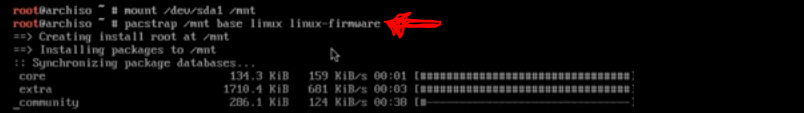 root@archiso ~ # mount /dev/sda1 /mnt
root@archiso ~ # pacstrap /mnt base linux linux-firmware
==> Creating install root at /mnt
==> Installing packages to /mnt
:: Synchronizing package databases...
core 134.3 KiB 159 KiB/s 00:01 [################################]
extra 1710.4 KiB 681 KiB/s 00:03 [################################]
_community 286.1 KiB 124 KiB/s 00:38 [#-------------------------------]